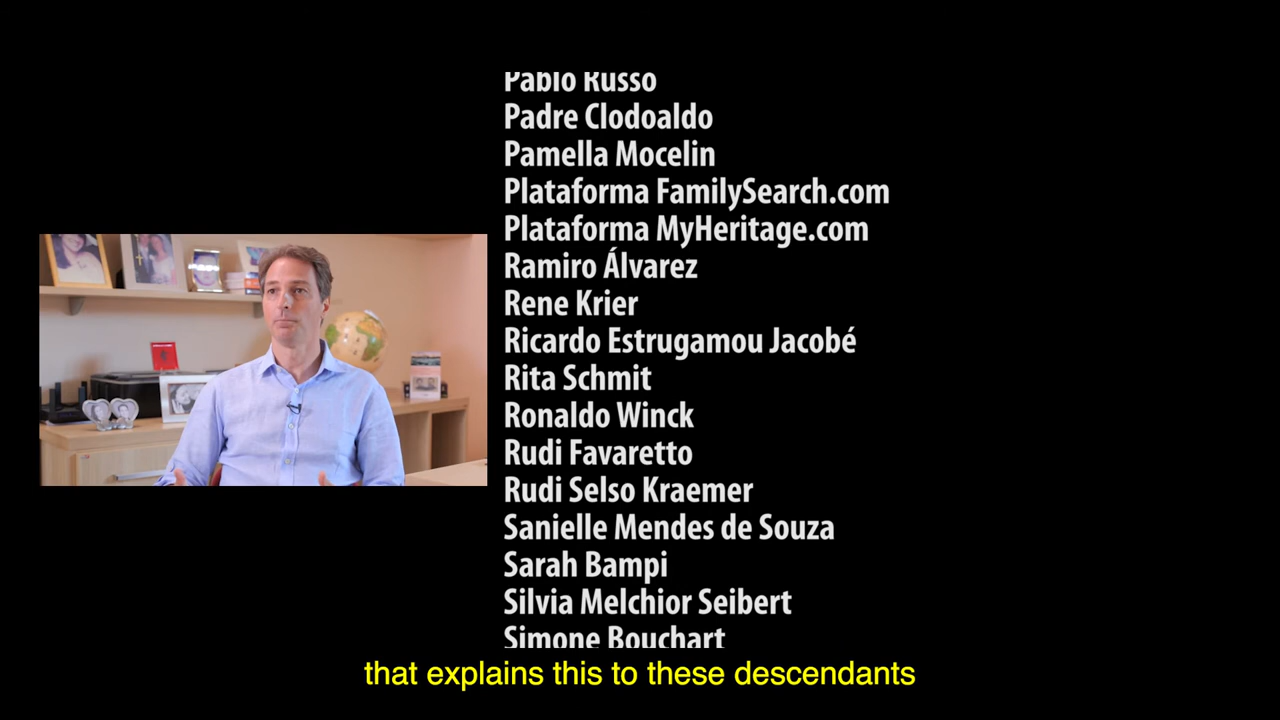 Pablo Russo
Padre Clodoaldo
Pamella Mocelin
Plataforma FamilySearch.com
Plataforma MyHeritage.com
Ramiro Álvarez
Rene Krier
Ricardo Estrugamou Jacobé
Rita Schmit
Ronaldo Winck
Rudi Favaretto
Rudi Selso Kraemer
Sanielle Mendes de Souza
Sarah Bampi
Silvia Melchior Seibert
Simone Bouchart
that explains this to these descendants